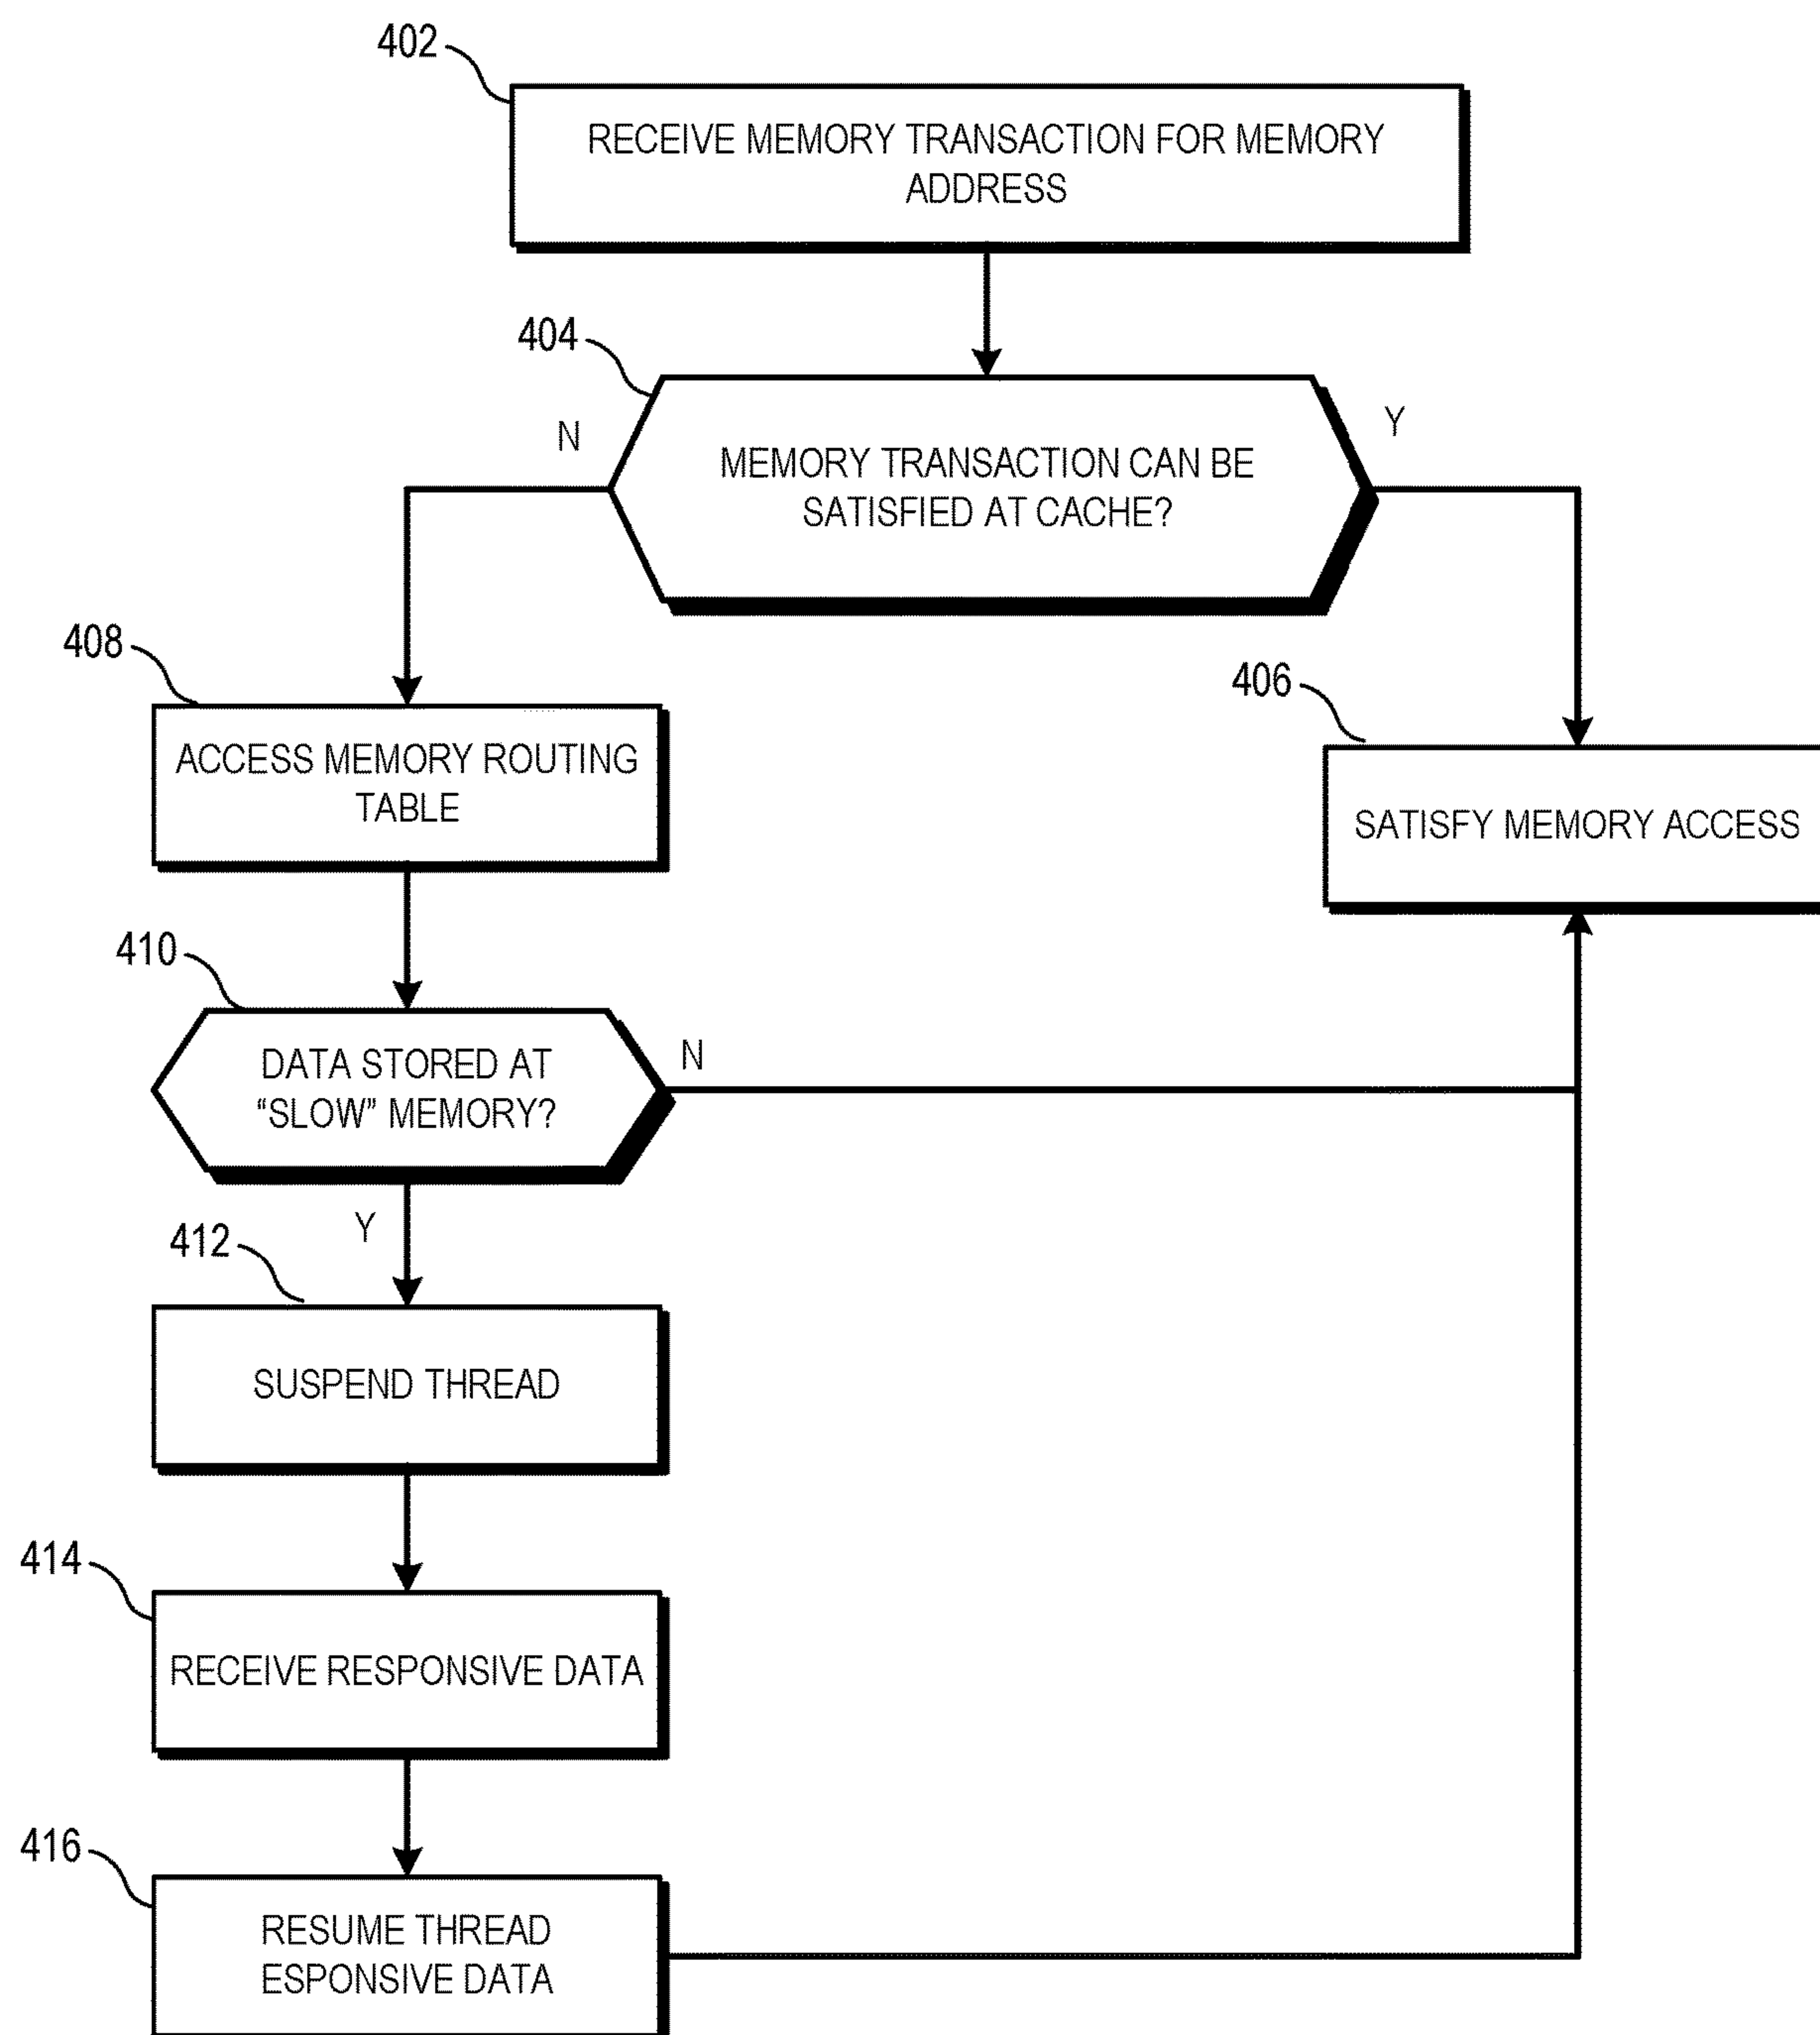 402
RECEIVE MEMORY TRANSACTION FOR MEMORY
ADDRESS
404
N
Y
MEMORY TRANSACTION CAN BE
SATISFIED AT CACHE?
408
406
ACCESS MEMORY ROUTING
TABLE
SATISFY MEMORY ACCESS
410
DATA STORED AT
“SLOW” MEMORY?
N
Y
412
SUSPEND THREAD
414
RECEIVE RESPONSIVE DATA
416
RESUME THREAD
ESPONSIVE DATA